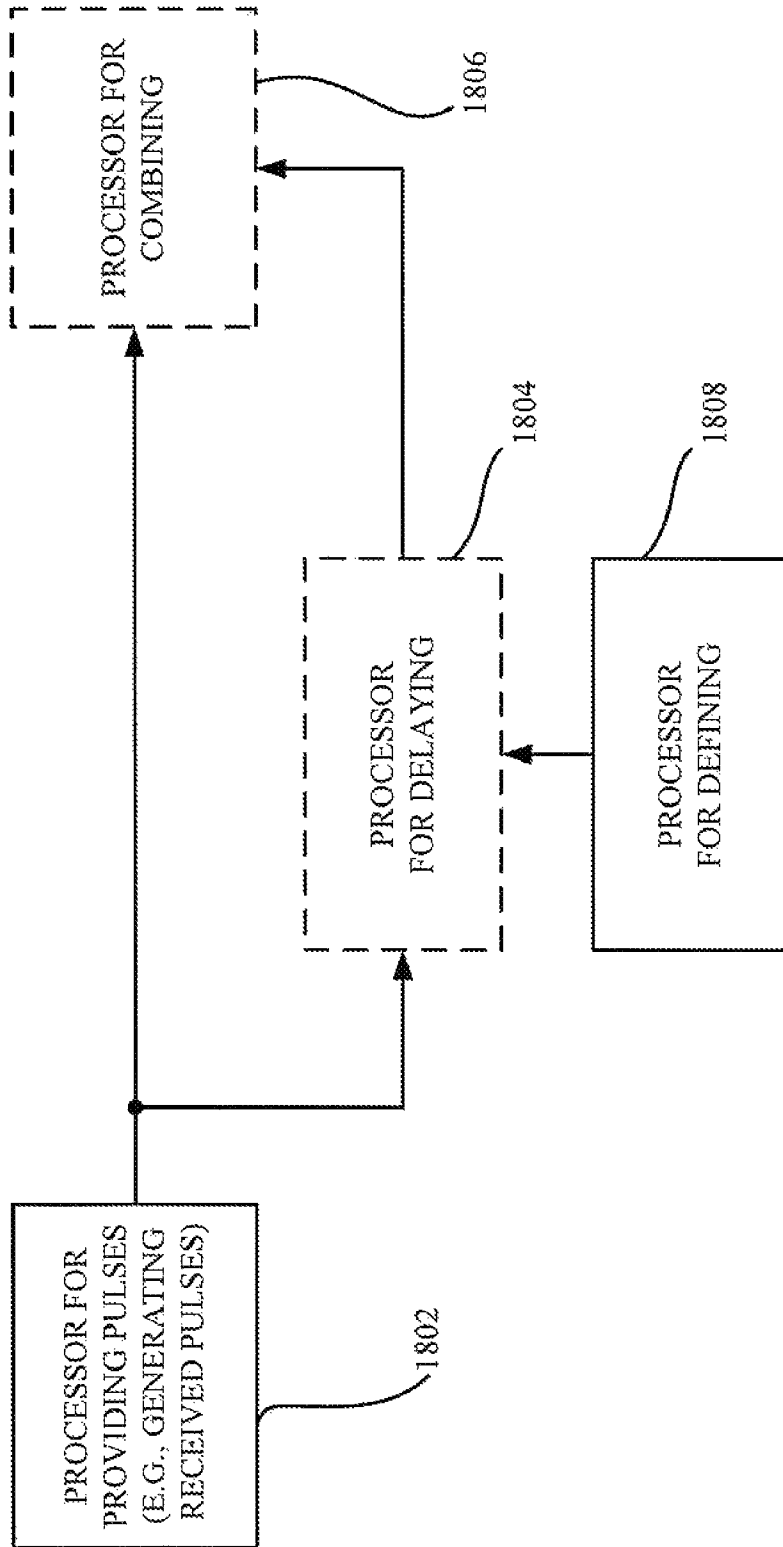 PROCESSOR FOR
PROVIDING PULSES
(E.G., GENERATING
RECEIVED PULSES)
1802
PROCESSOR FOR
COMBINING
1806
PROCESSOR
FOR DELAYING
1804
PROCESSOR
FOR DEFINING
1808